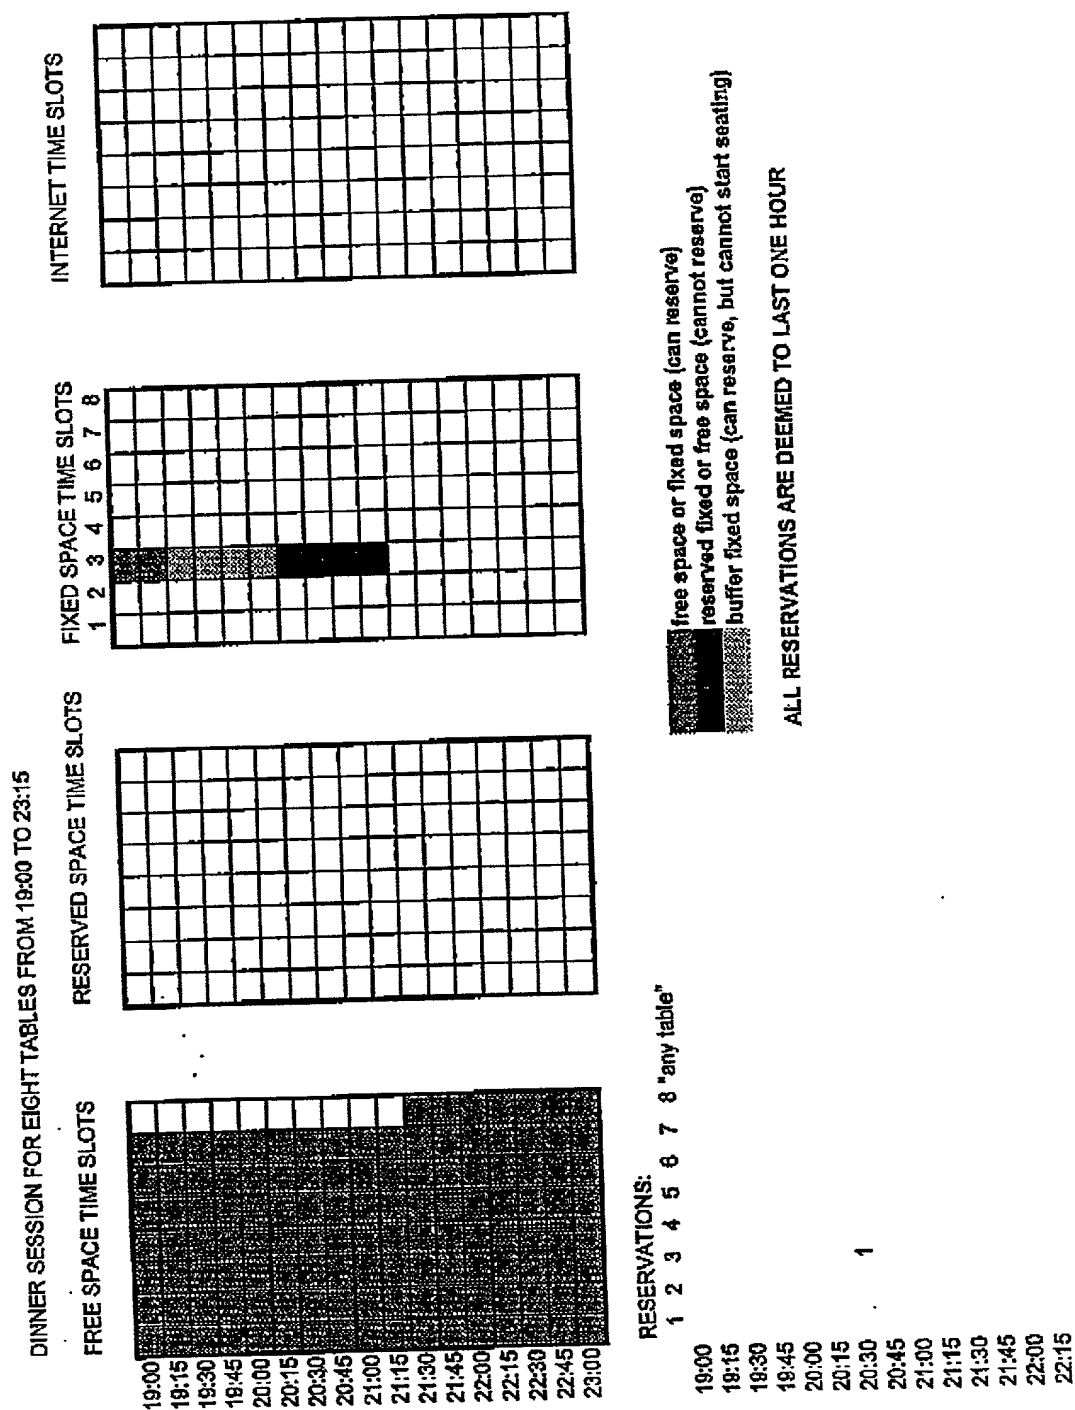 DINNER SESSION FOR EIGHT TABLES FROM 19:00 TO 23:15
FREE SPACE TIME SLOTS
RESERVED SPACE TIME SLOTS
FIXED SPACE TIME SLOTS
1 2 3 4 5 6 7 8
INTERNET TIME SLOTS
19:00
19:15
19:30
19:45
20:00
20:15
20:30
20:45
21:00
21:15
21:30
21:45
22:00
22:15
22:30
22:45
23:00
RESERVATIONS:
1 2 3 4 5 6 7 8 "any table"
19:00
19:15
19:30
19:45
20:00
20:15
20:30 1
20:45
21:00
21:15
21:30
21:45
22:00
22:15
free space or fixed space (can reserve)
reserved fixed or free space (cannot reserve)
buffer fixed space (can reserve, but cannot start seating)
ALL RESERVATIONS ARE DEEMED TO LAST ONE HOUR